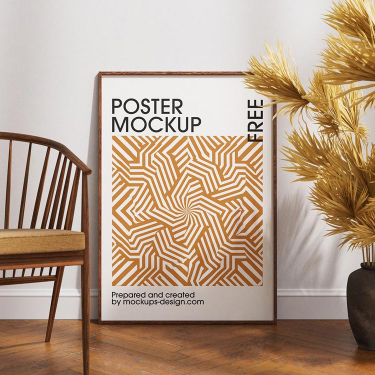 POSTER
MOCKUP
FREE
Prepared and created
by mockups-design.com